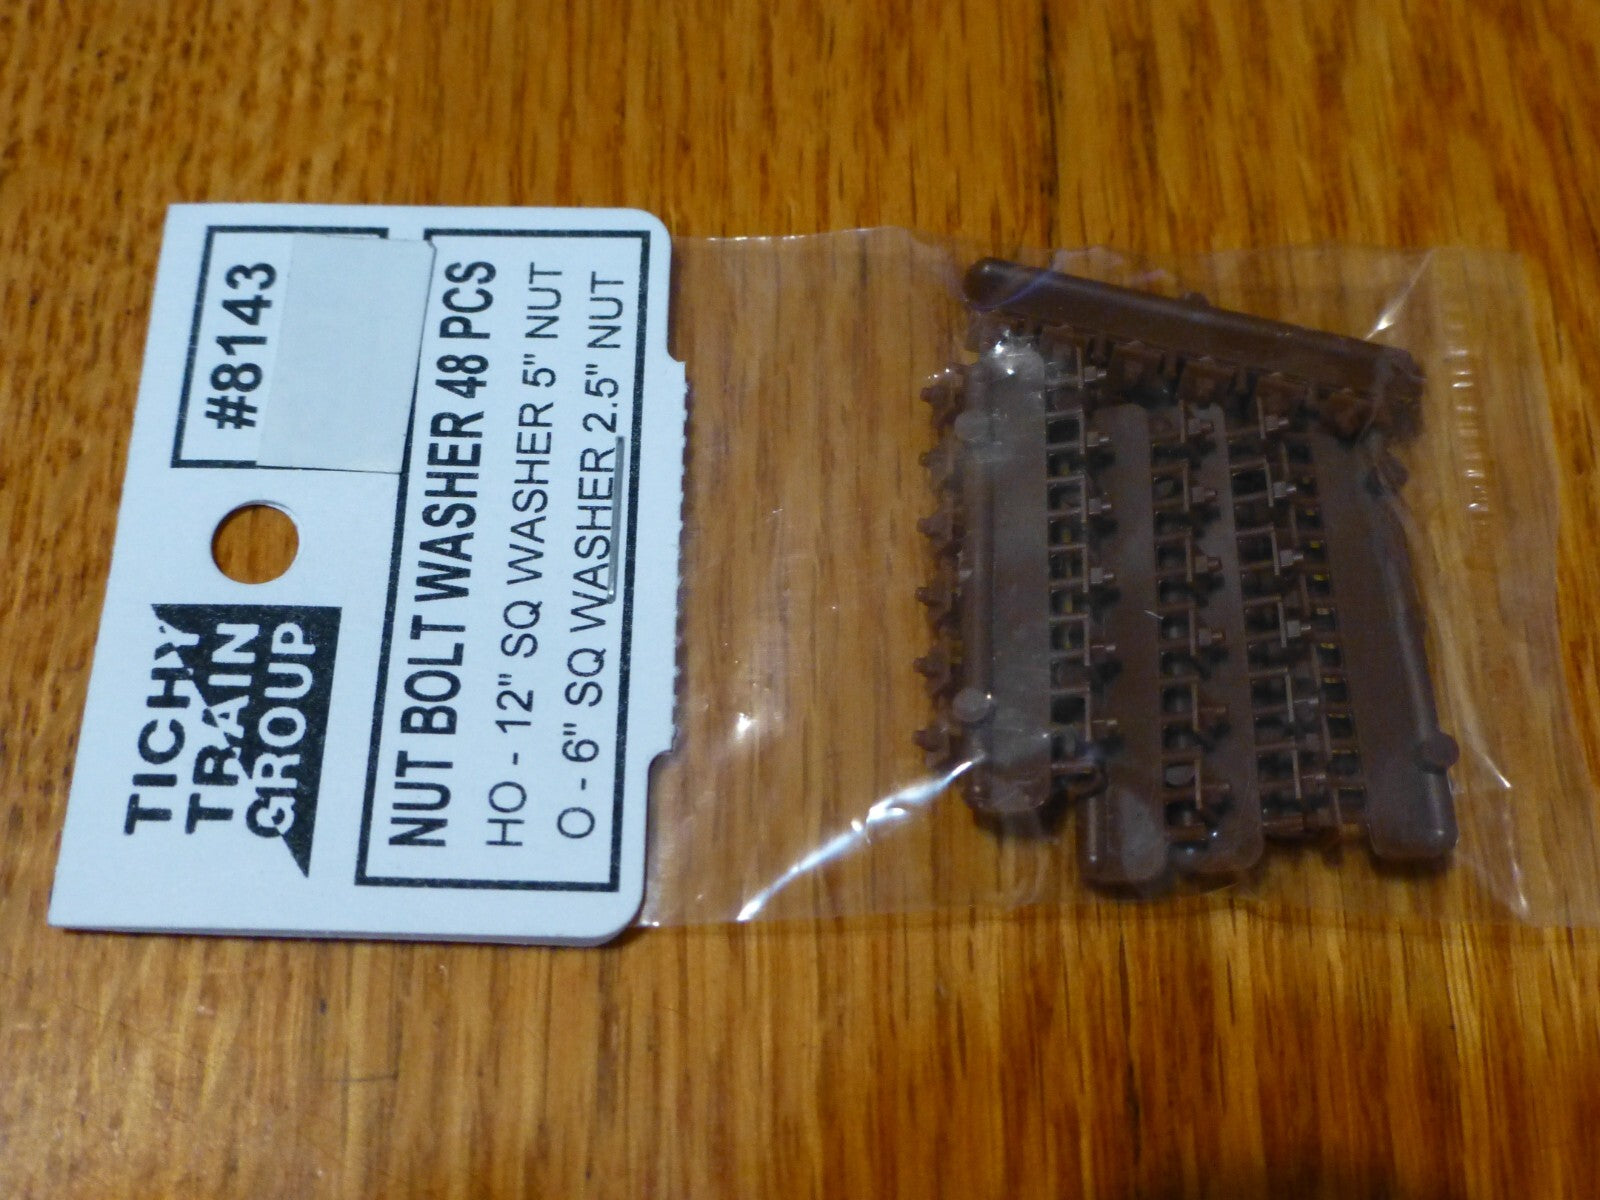 TICHY
TRAIN
GROUP
#8143
NUT BOLT WASHER 48 PCS
HO - 12" SQ WASHER 5" NUT
O - 6" SQ WASHER 2.5" NUT